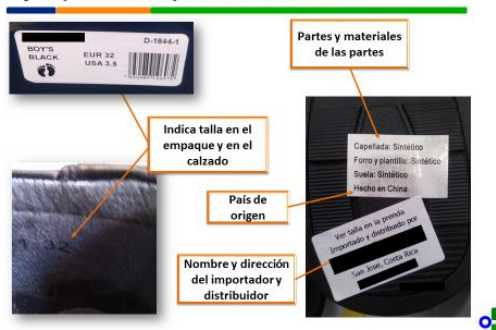 BOY'S
BLACK
EUR 32
USA 3.5
D-1844-1
Partes y materiales
de las partes
Indica talla en el
empaque y en el
calzado
Capellada: Sintético
Forro y plantilla: Sintético
Suela: Sintético
Hecho en China
País de
origen
Ver talla en la prenda
Importado y distribuido por
San José, Costa Rica
Nombre y dirección
del importador y
distribuidor